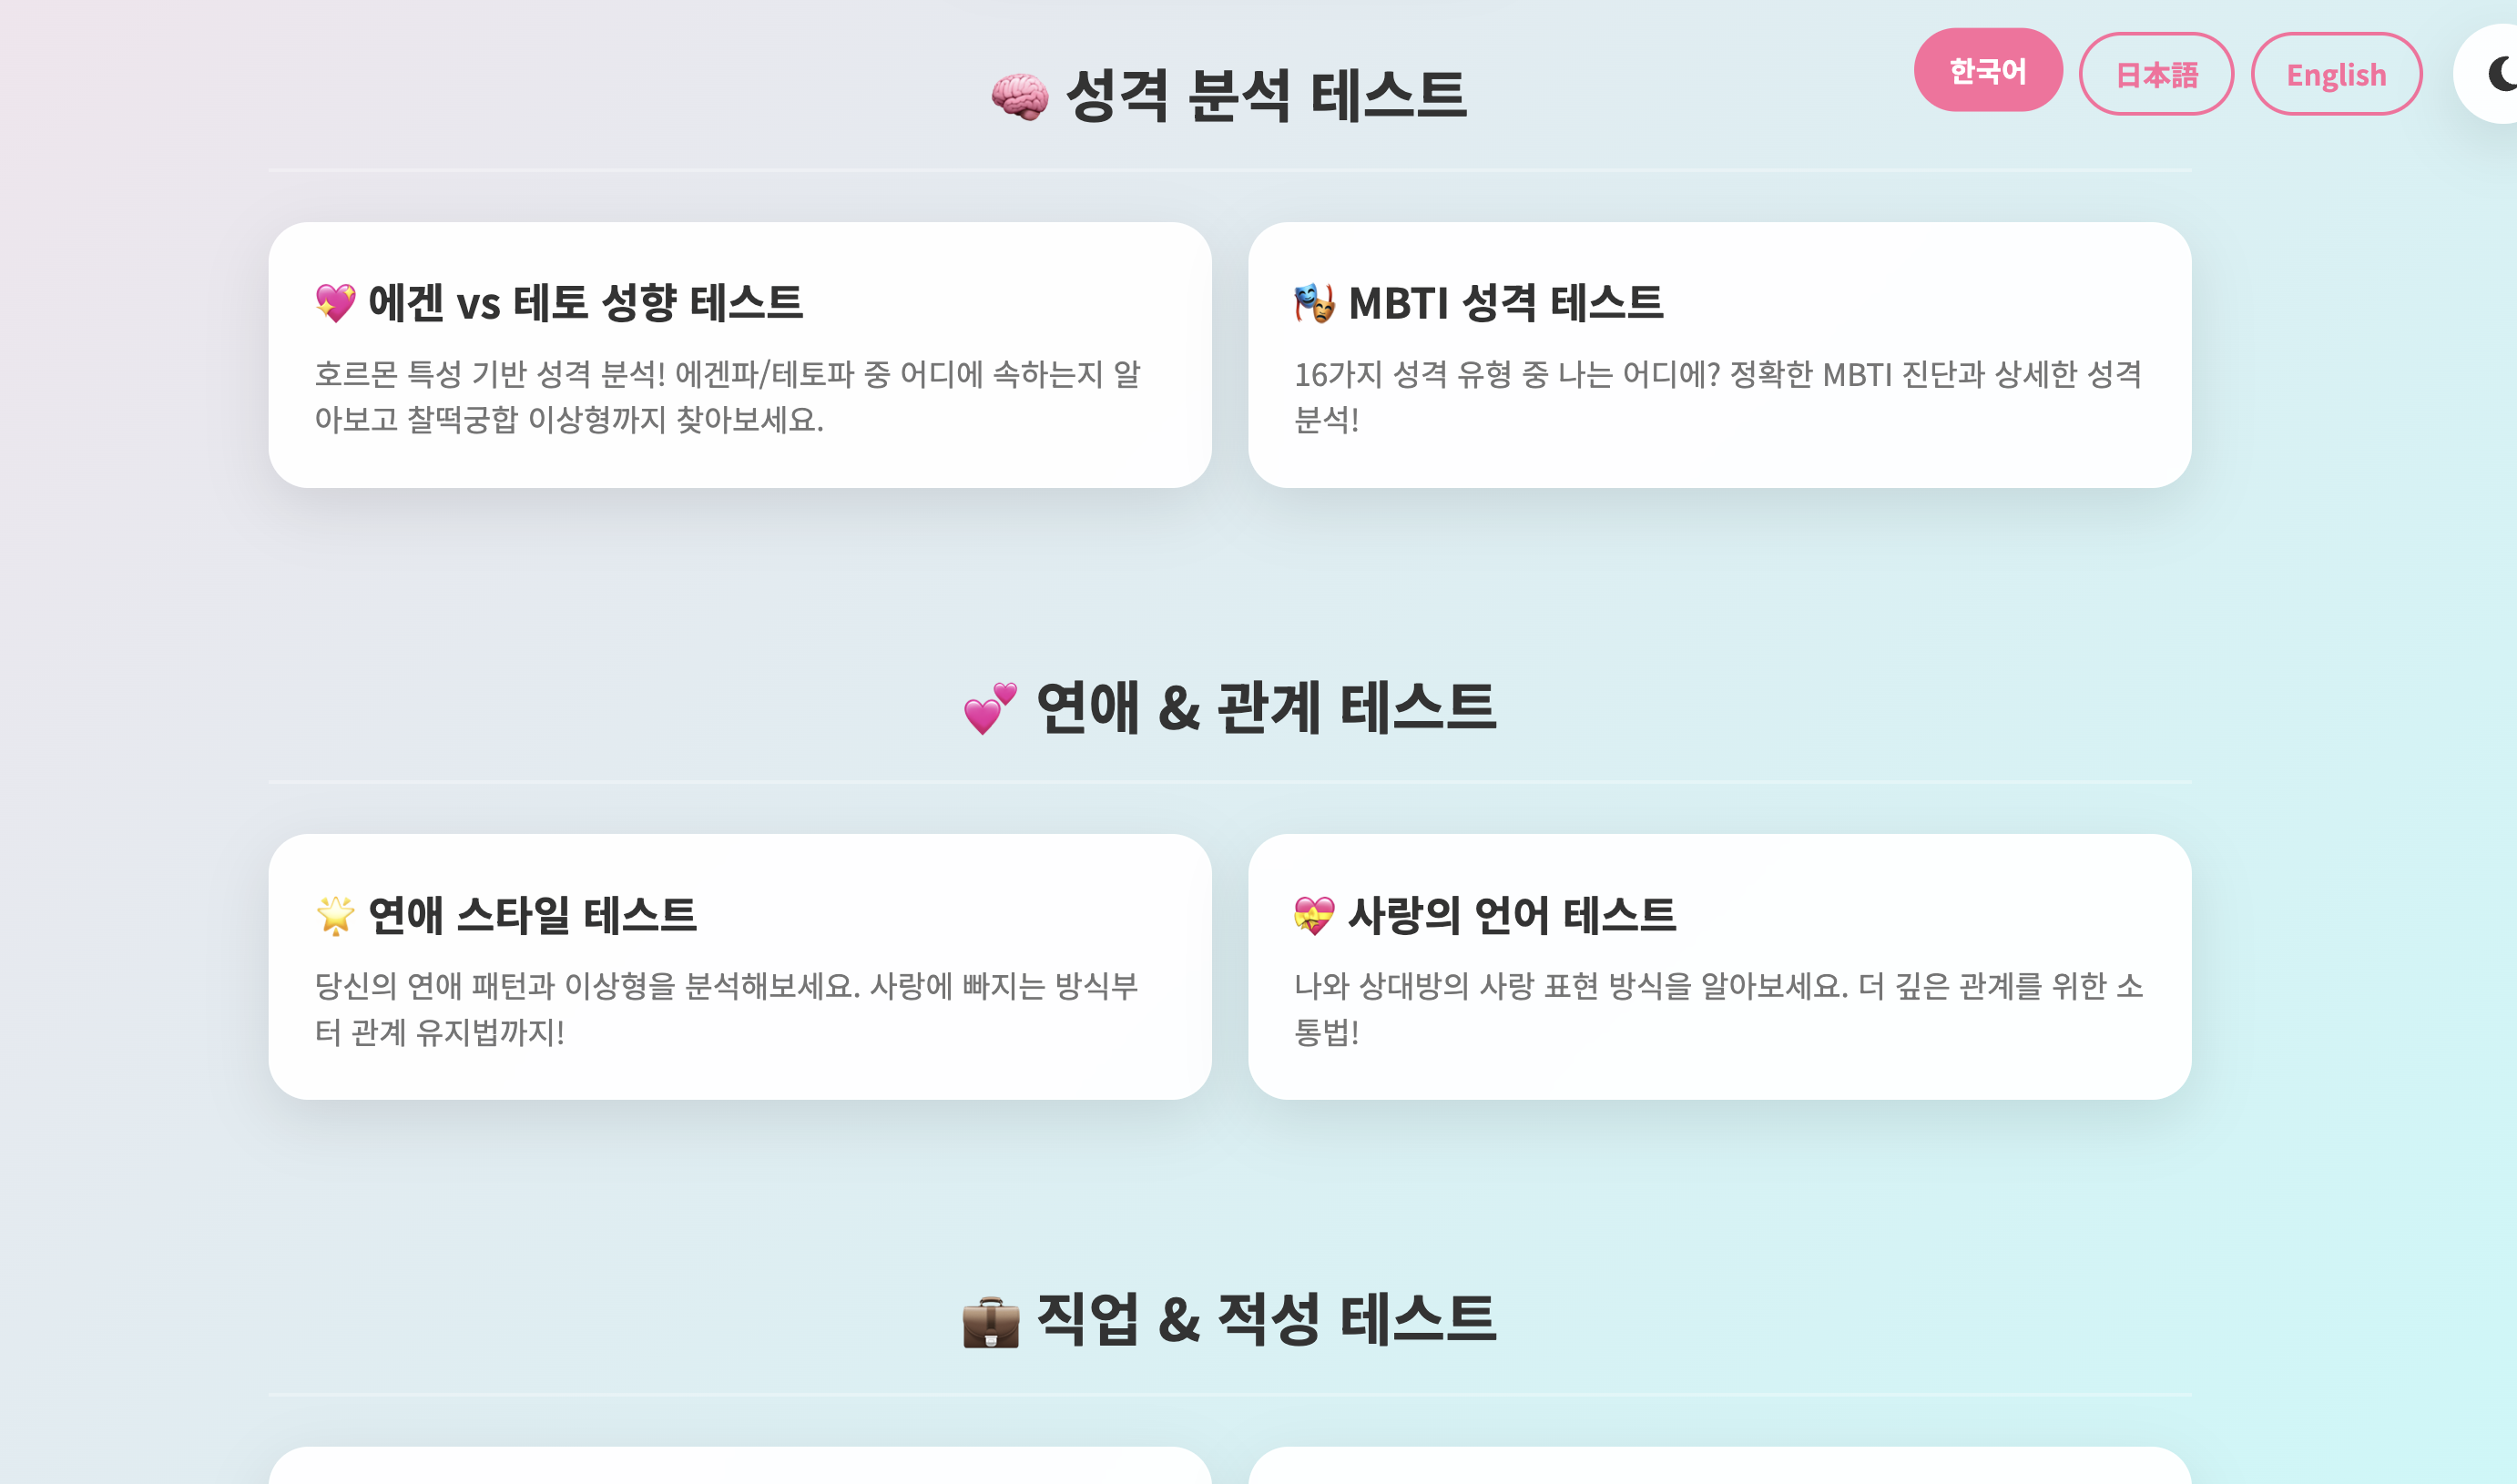 한국어
日本語
English
🧠 성격 분석 테스트
💖 에겐 vs 테토 성향 테스트
호르몬 특성 기반 성격 분석! 에겐파/테토파 중 어디에 속하는지 알
아보고 찰떡궁합 이상형까지 찾아보세요.
🎭 MBTI 성격 테스트
16가지 성격 유형 중 나는 어디에? 정확한 MBTI 진단과 상세한 성격
분석!
💕 연애 & 관계 테스트
🌟 연애 스타일 테스트
당신의 연애 패턴과 이상형을 분석해보세요. 사랑에 빠지는 방식부
터 관계 유지법까지!
💝 사랑의 언어 테스트
나와 상대방의 사랑 표현 방식을 알아보세요. 더 깊은 관계를 위한 소
통법!
💼 직업 & 적성 테스트